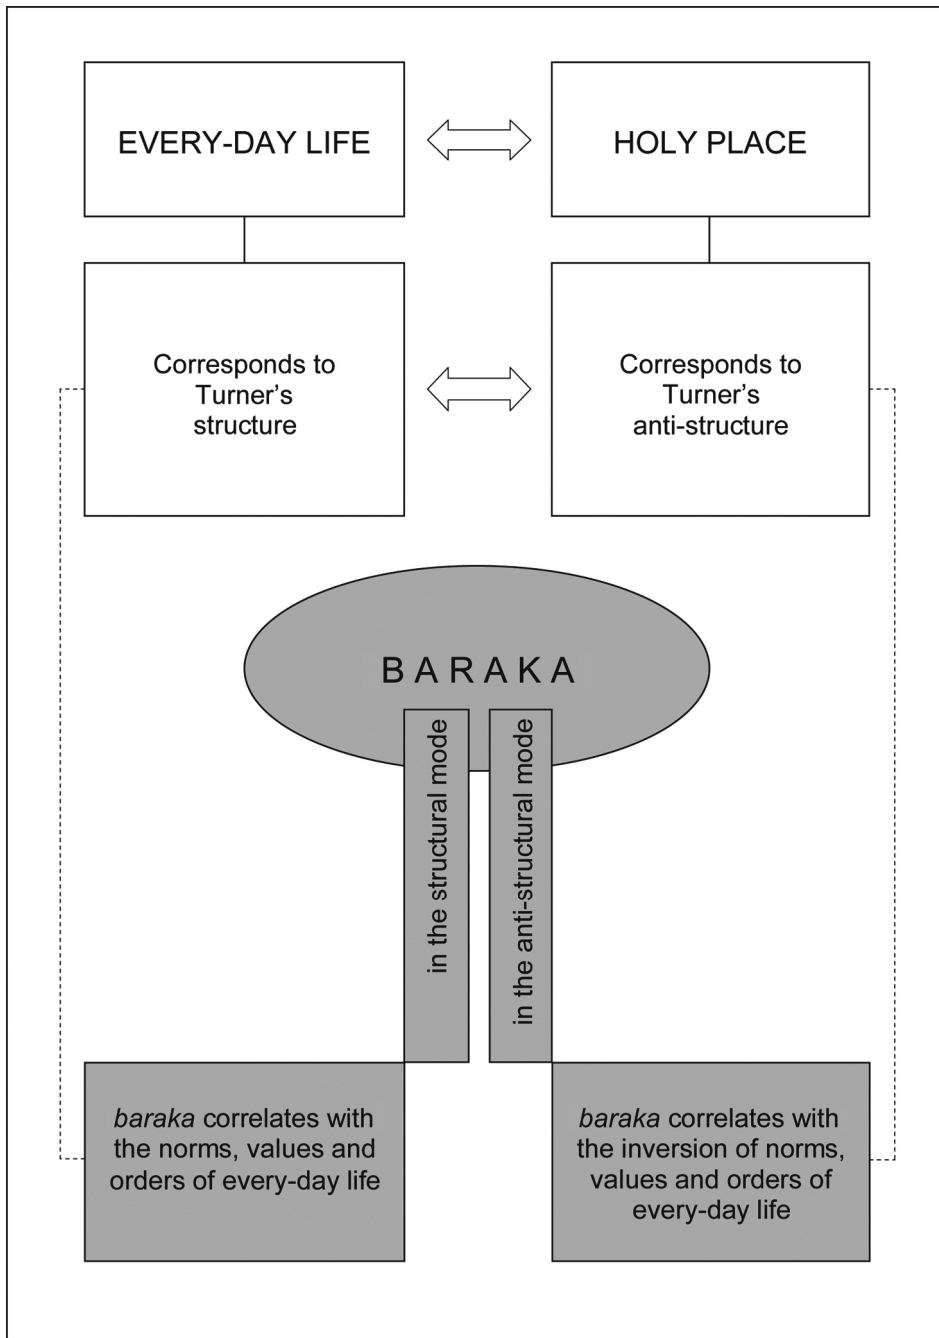 EVERY-DAY LIFE
HOLY PLACE
Corresponds to
Turner’s
structure
Corresponds to
Turner’s
anti-structure
BARAKA
in the structural mode
in the anti-structural mode
baraka correlates with
the norms, values and
orders of every-day life
baraka correlates with
the inversion of norms,
values and orders of
every-day life